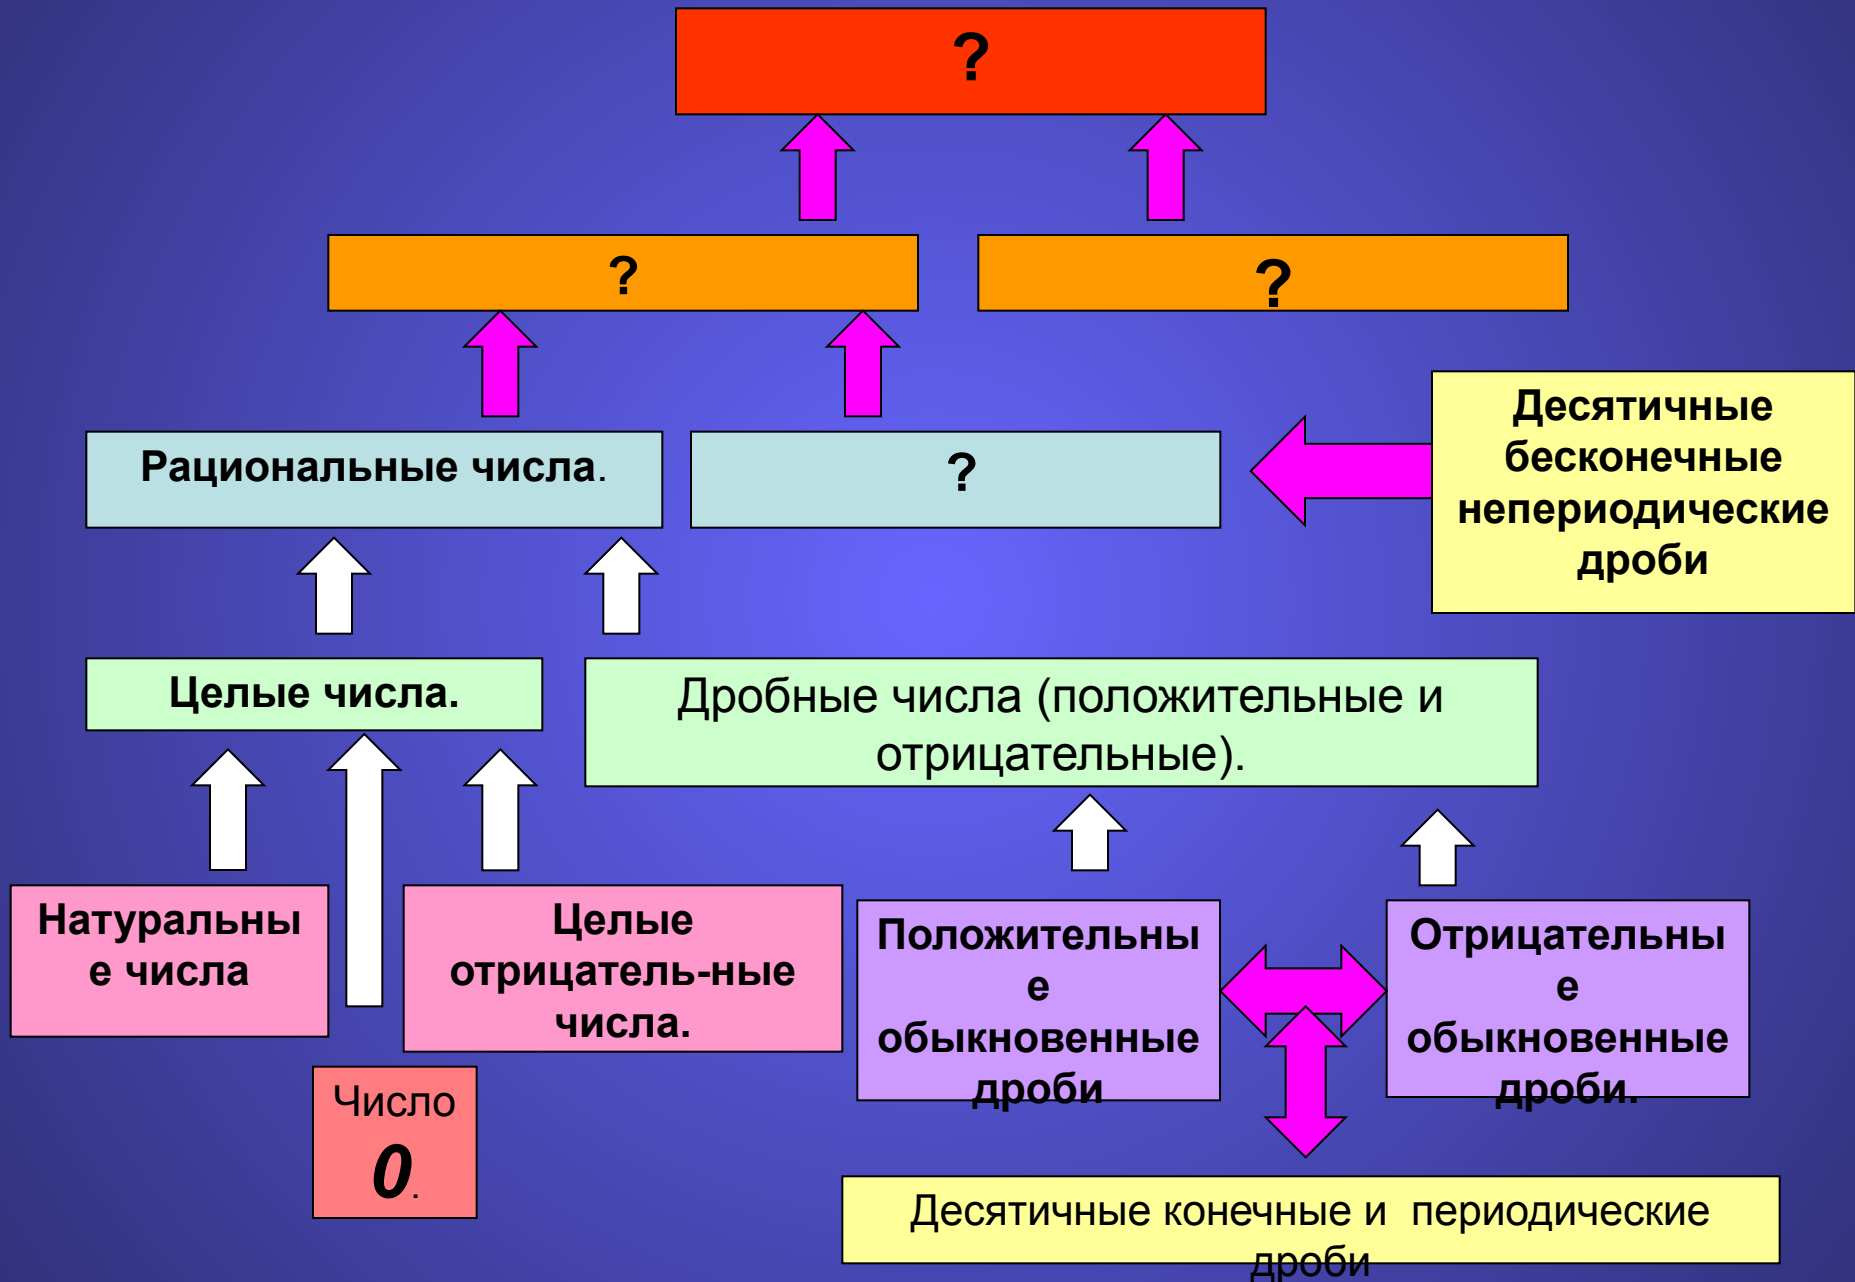 ?
?
?
Рациональные числа.
?
Десятичные
бесконечные
непериодические
дроби
Целые числа.
Дробные числа (положительные и
отрицательные).
Натуральны
е числа
Целые
отрицатель-ные
числа.
Положительны
е
обыкновенные
дроби
Отрицательны
е
обыкновенные
дроби.
Число
0.
Десятичные конечные и периодические
дроби